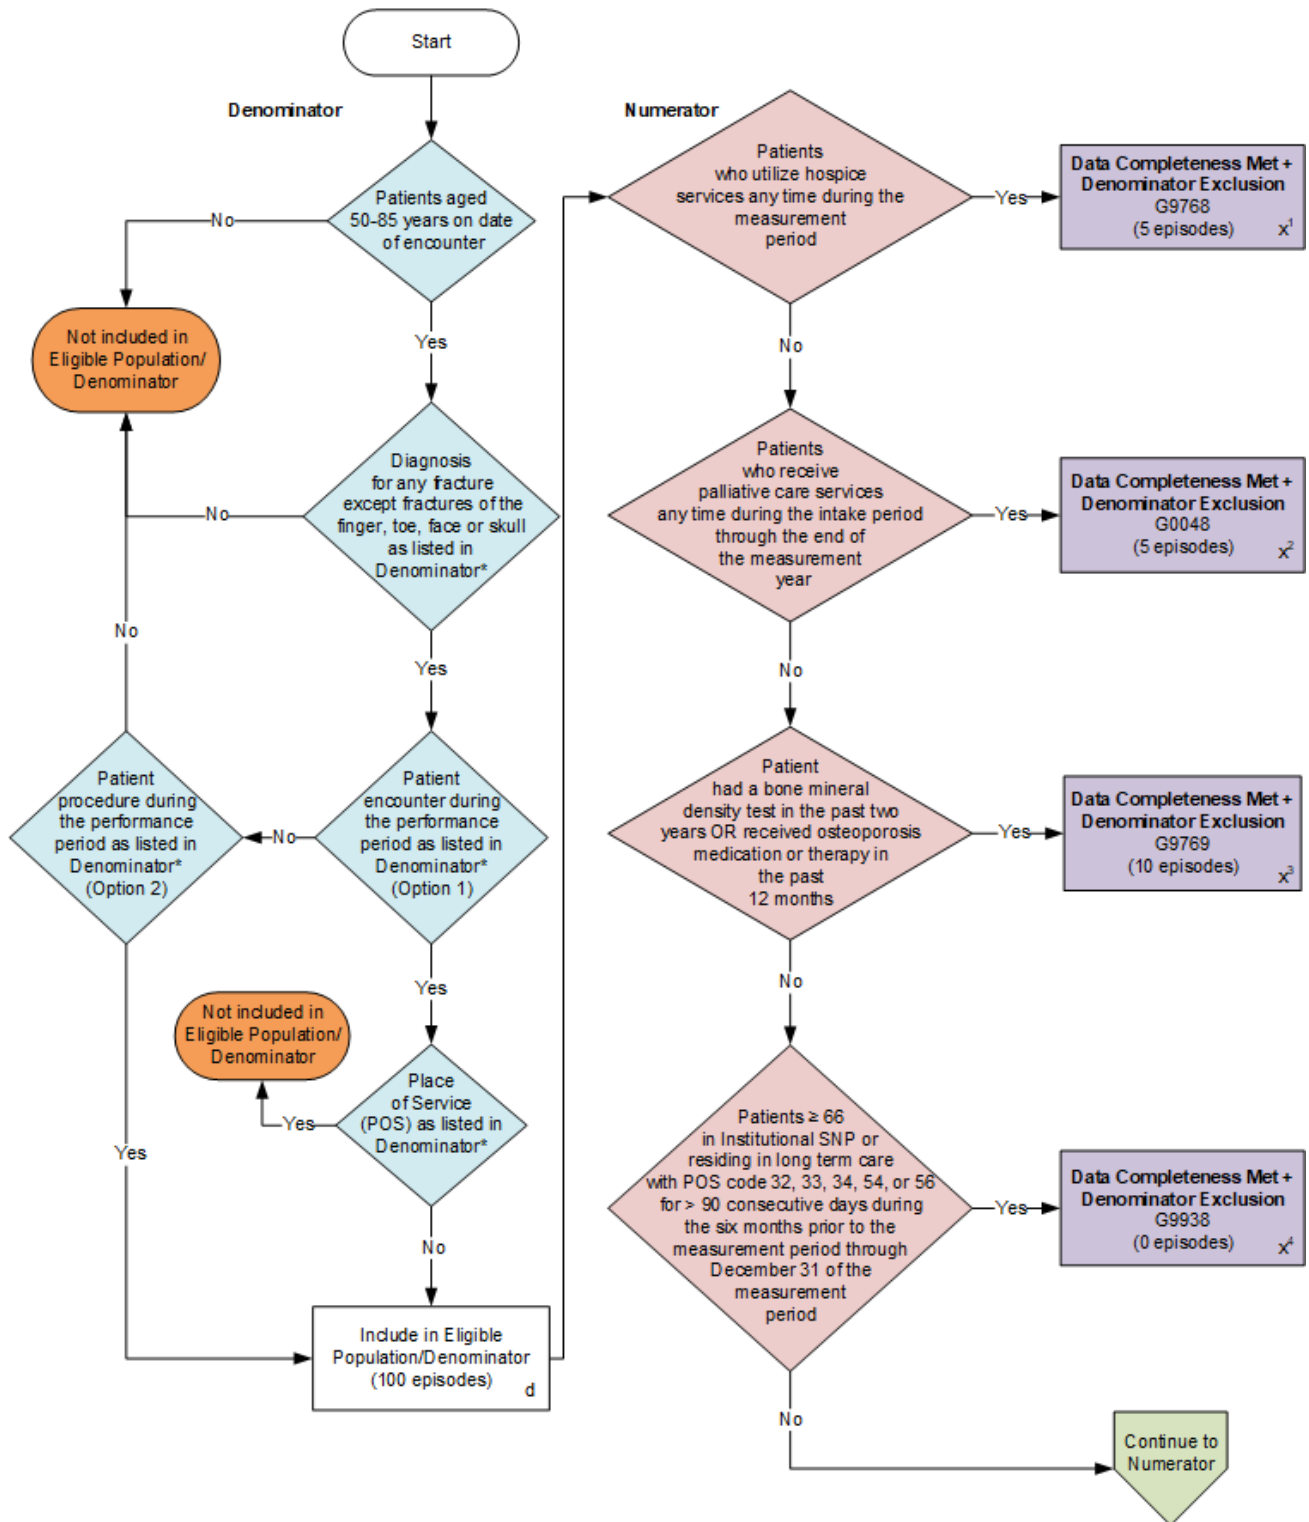 Start
Denominator
Patients aged
50-85 years on date
of encounter
No
Not included in
Eligible Population/
Denominator
Yes
Diagnosis
for any fracture
except fractures of the
finger, toe, face or skull
as listed in
Denominator*
No
Yes
No
Patient
encounter during
the performance
period as listed in
Denominator*
(Option 1)
No
Patient
procedure during
the performance
period as listed in
Denominator*
(Option 2)
Yes
Place
of Service
(POS) as listed in
Denominator*
Yes
Not included in
Eligible Population/
Denominator
Yes
No
Include in Eligible
Population/Denominator
(100 episodes)
d
Numerator
Patients
who utilize hospice
services any time during the
measurement
period
Yes
Data Completeness Met +
Denominator Exclusion
G9768
(5 episodes)
x¹
No
Patients
who receive
palliative care services
any time during the intake period
through the end of
the measurement
year
Yes
Data Completeness Met +
Denominator Exclusion
G0048
(5 episodes)
x²
No
Patient
had a bone mineral
density test in the past two
years OR received osteoporosis
medication or therapy in
the past
12 months
Yes
Data Completeness Met +
Denominator Exclusion
G9769
(10 episodes)
x³
No
Patients ≥ 66
in Institutional SNP or
residing in long term care
with POS code 32, 33, 34, 54, or 56
for > 90 consecutive days during
the six months prior to the
measurement period through
December 31 of the
measurement
period
Yes
Data Completeness Met +
Denominator Exclusion
G9938
(0 episodes)
x⁴
No
Continue to
Numerator